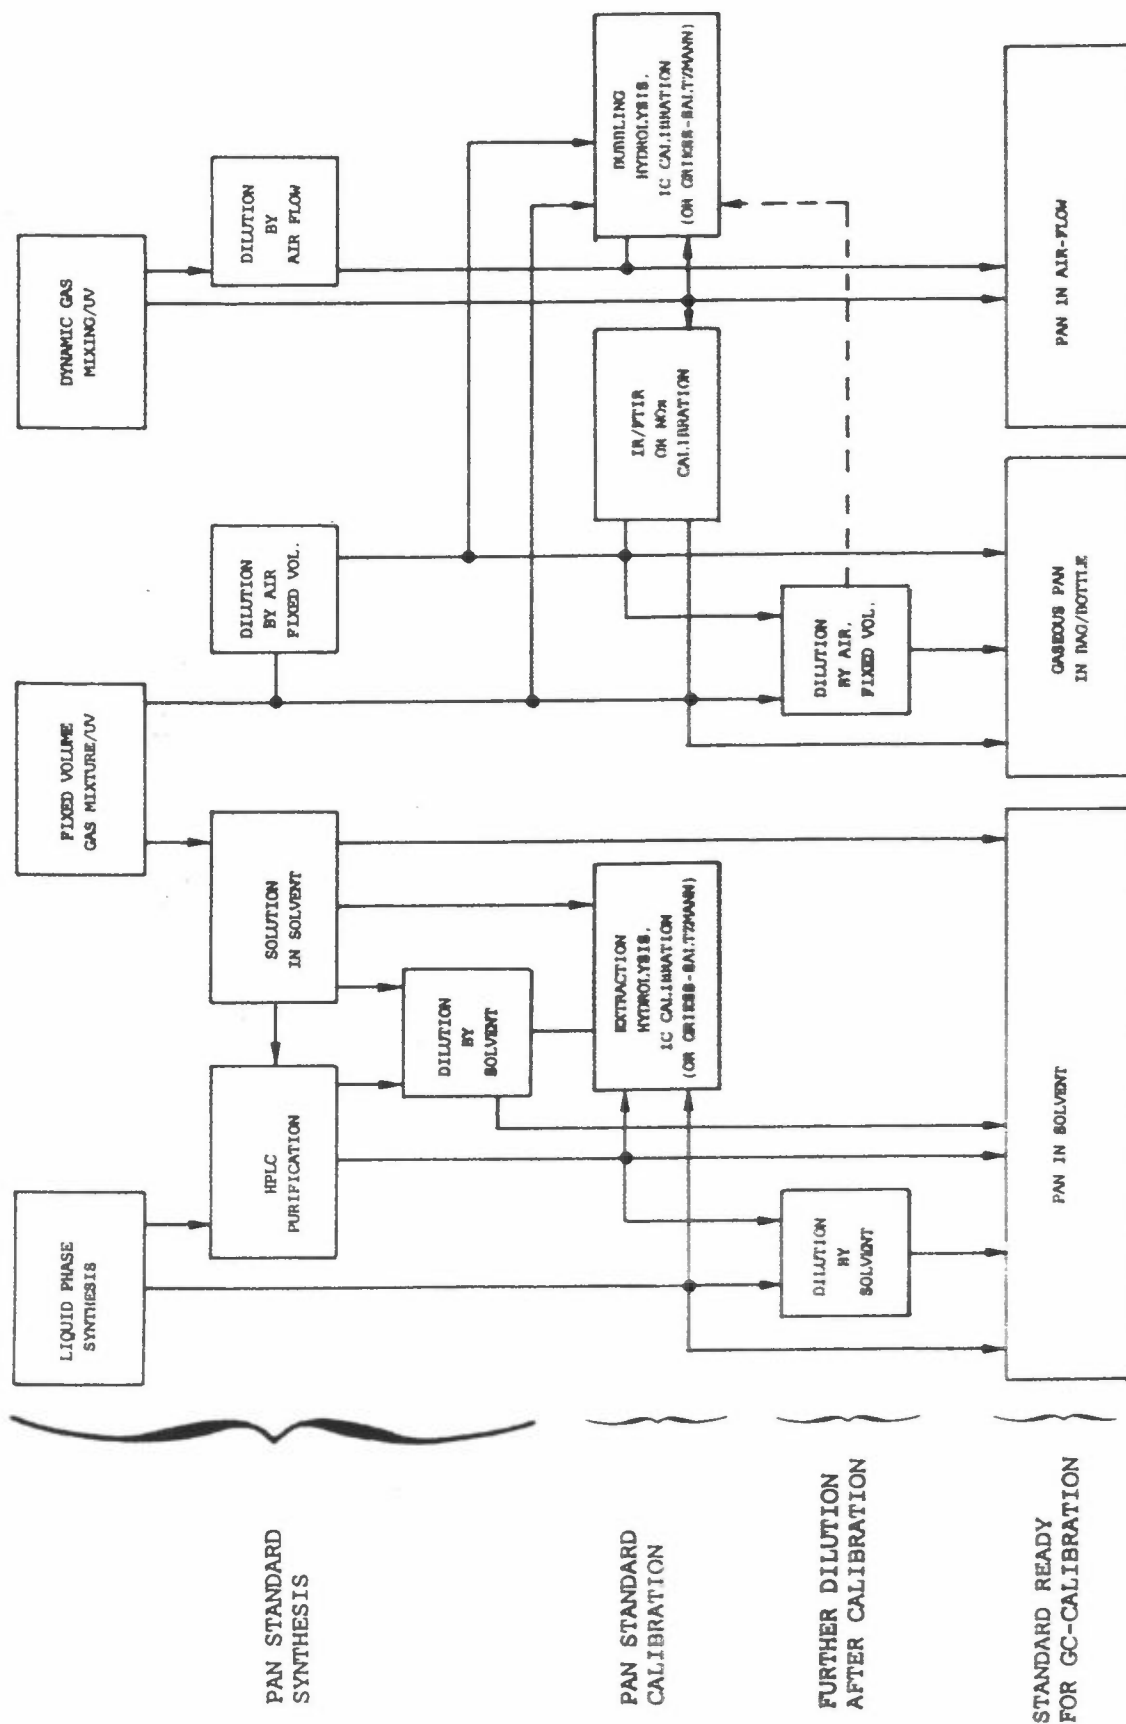 PAN STANDARD
SYNTHESIS
LIQUID PHASE
SYNTHESIS
FIXED VOLUME
GAS MIXTURE/UV
DYNAMIC GAS
MIXING/UV
HPLC
PURIFICATION
SOLUTION
IN SOLVENT
DILUTION
BY AIR
FIXED VOL.
DILUTION
BY
AIR FLOW
DILUTION
BY
SOLVENT
PAN STANDARD
CALIBRATION
EXTRACTION
HYDROLYSIS,
IC CALIBRATION
(OR GRIESS-SALTZMANN)
IR/FTIR
OR NOx
CALIBRATION
BUBBLING
HYDROLYSIS,
IC CALIBRATION
(OR GRIESS-SALTZMANN)
FURTHER DILUTION
AFTER CALIBRATION
DILUTION
BY
SOLVENT
DILUTION
BY AIR,
FIXED VOL.
STANDARD READY
FOR GC-CALIBRATION
PAN IN SOLVENT
GASEOUS PAN
IN BAG/BOTTLE
PAN IN AIR-FLOW